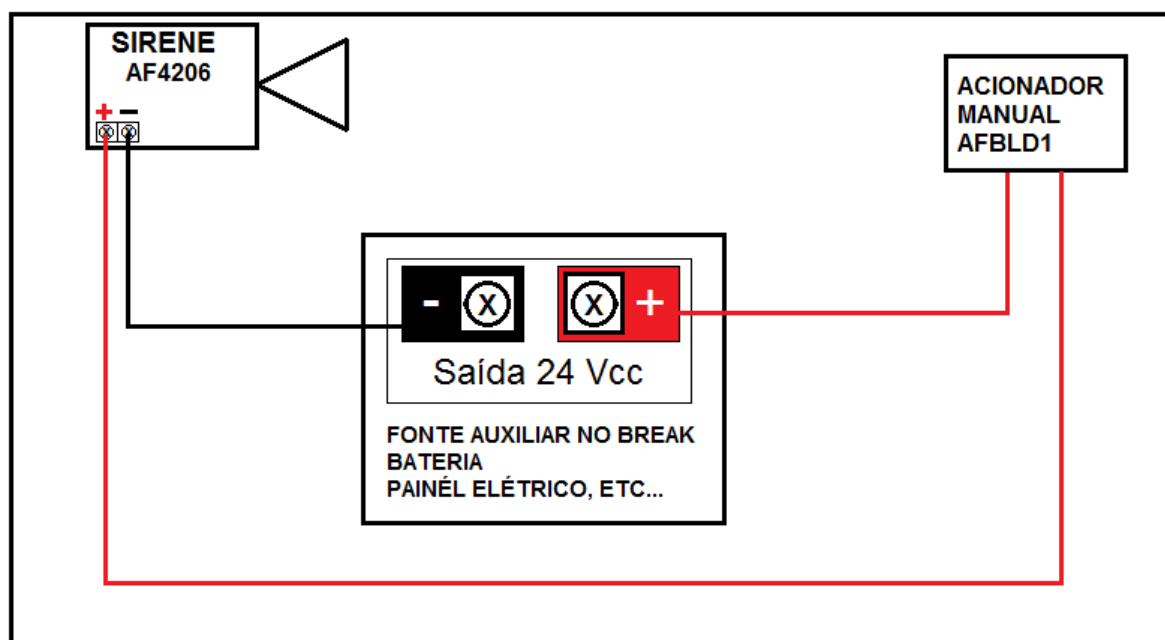 SIRENE
AF4206
+ −
X X
ACIONADOR
MANUAL
AFBLD1
- X X +
Saída 24 Vcc
FONTE AUXILIAR NO BREAK
BATERIA
PAINÉL ELÉTRICO, ETC...